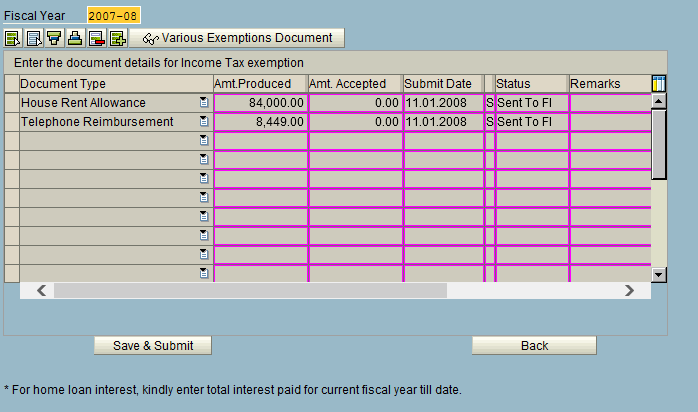 Fiscal Year 2007-08
Various Exemptions Document
Enter the document details for Income Tax exemption
Document Type Amt.Produced Amt. Accepted Submit Date Status Remarks
House Rent Allowance 84,000.00 0.00 11.01.2008 S Sent To FI
Telephone Reimbursement 8,449.00 0.00 11.01.2008 S Sent To FI
Save & Submit Back
* For home loan interest, kindly enter total interest paid for current fiscal year till date.